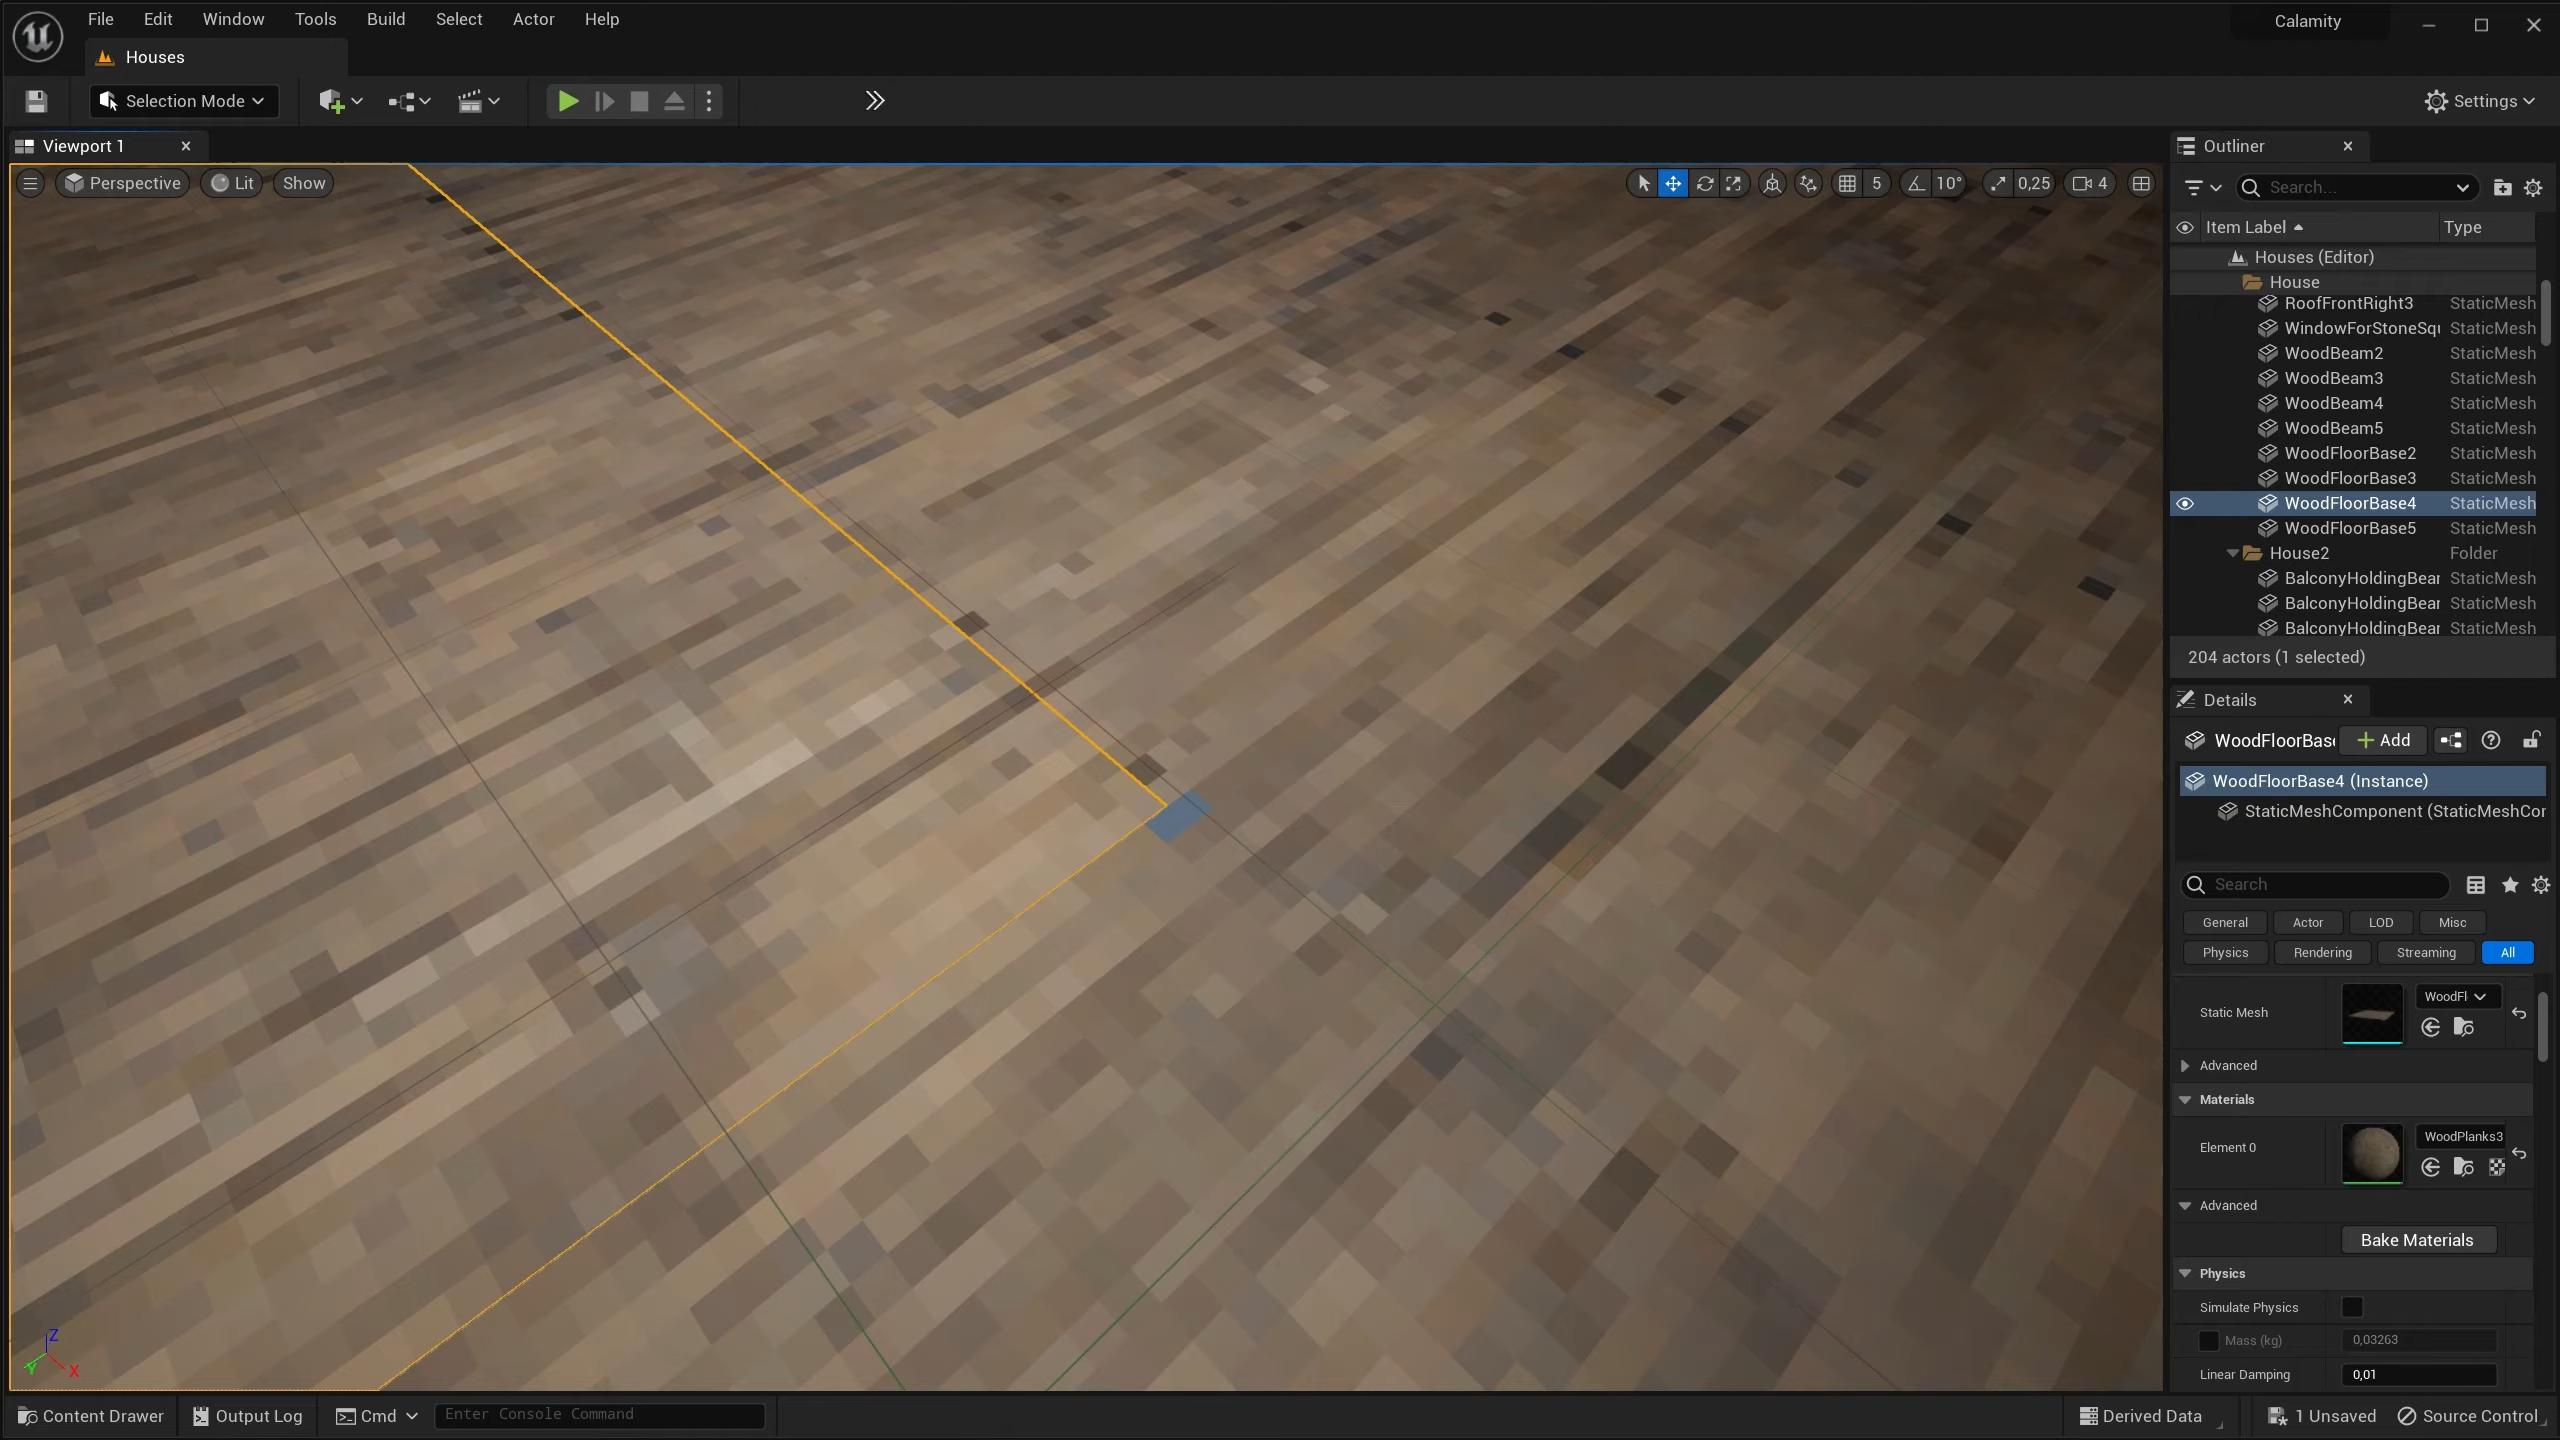 File Edit Window Tools Build Select Actor Help
Calamity
Houses
Selection Mode
Settings
Viewport 1
Perspective Lit Show
5 10° 0,25 4
Outliner
Search...
Item Label Type
Houses (Editor)
House
RoofFrontRight3 StaticMesh
WindowForStoneSqu StaticMesh
WoodBeam2 StaticMesh
WoodBeam3 StaticMesh
WoodBeam4 StaticMesh
WoodBeam5 StaticMesh
WoodFloorBase2 StaticMesh
WoodFloorBase3 StaticMesh
WoodFloorBase4 StaticMesh
WoodFloorBase5 StaticMesh
House2 Folder
BalconyHoldingBear StaticMesh
BalconyHoldingBear StaticMesh
BalconyHoldingBear StaticMesh
204 actors (1 selected)
Details
WoodFloorBase Add
WoodFloorBase4 (Instance)
StaticMeshComponent (StaticMeshCor
Search
General Actor LOD Misc
Physics Rendering Streaming All
Static Mesh WoodFl
Advanced
Materials
Element 0 WoodPlanks3
Advanced
Bake Materials
Physics
Simulate Physics
Mass (kg) 0,03263
Linear Damping 0,01
Z
Y X
Content Drawer Output Log Cmd Enter Console Command
Derived Data 1 Unsaved Source Control